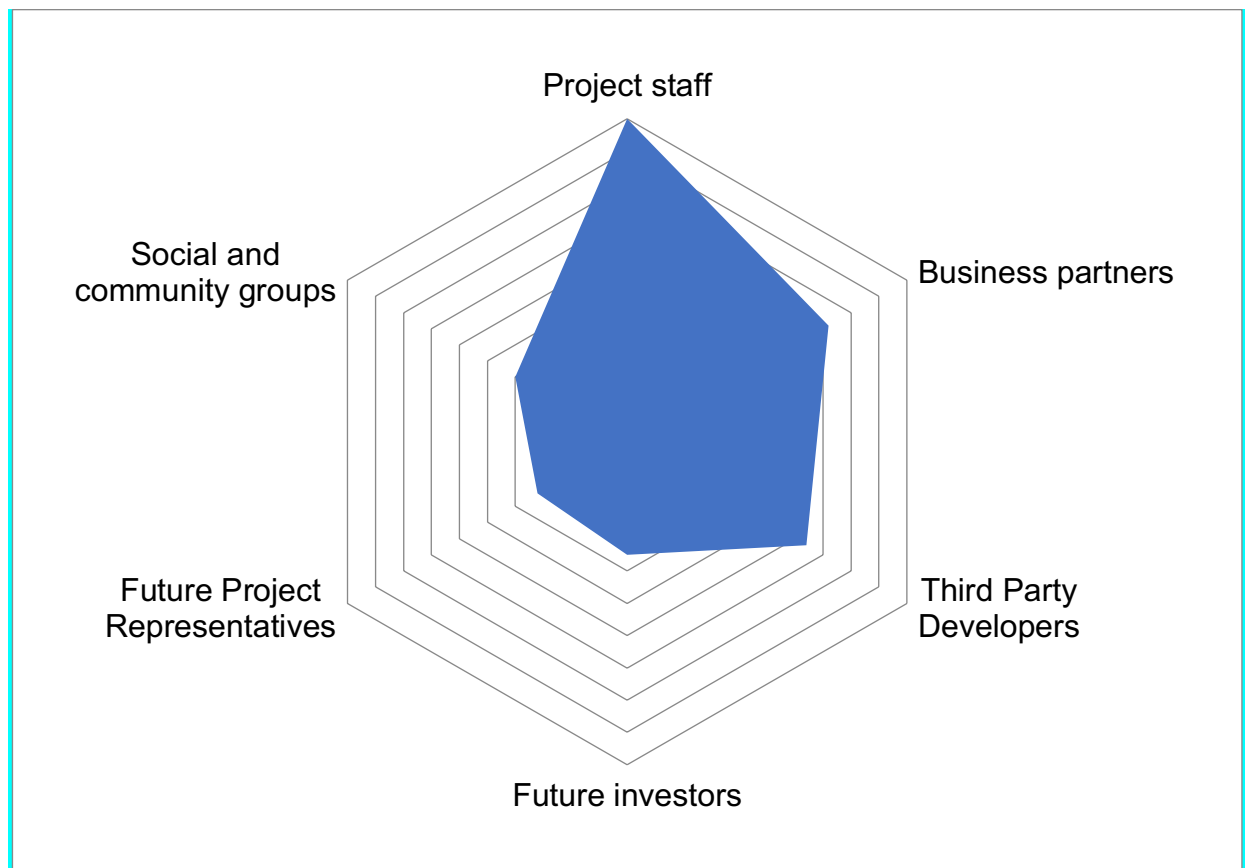 Project staff
Social and
community groups
Business partners
Future Project
Representatives
Third Party
Developers
Future investors